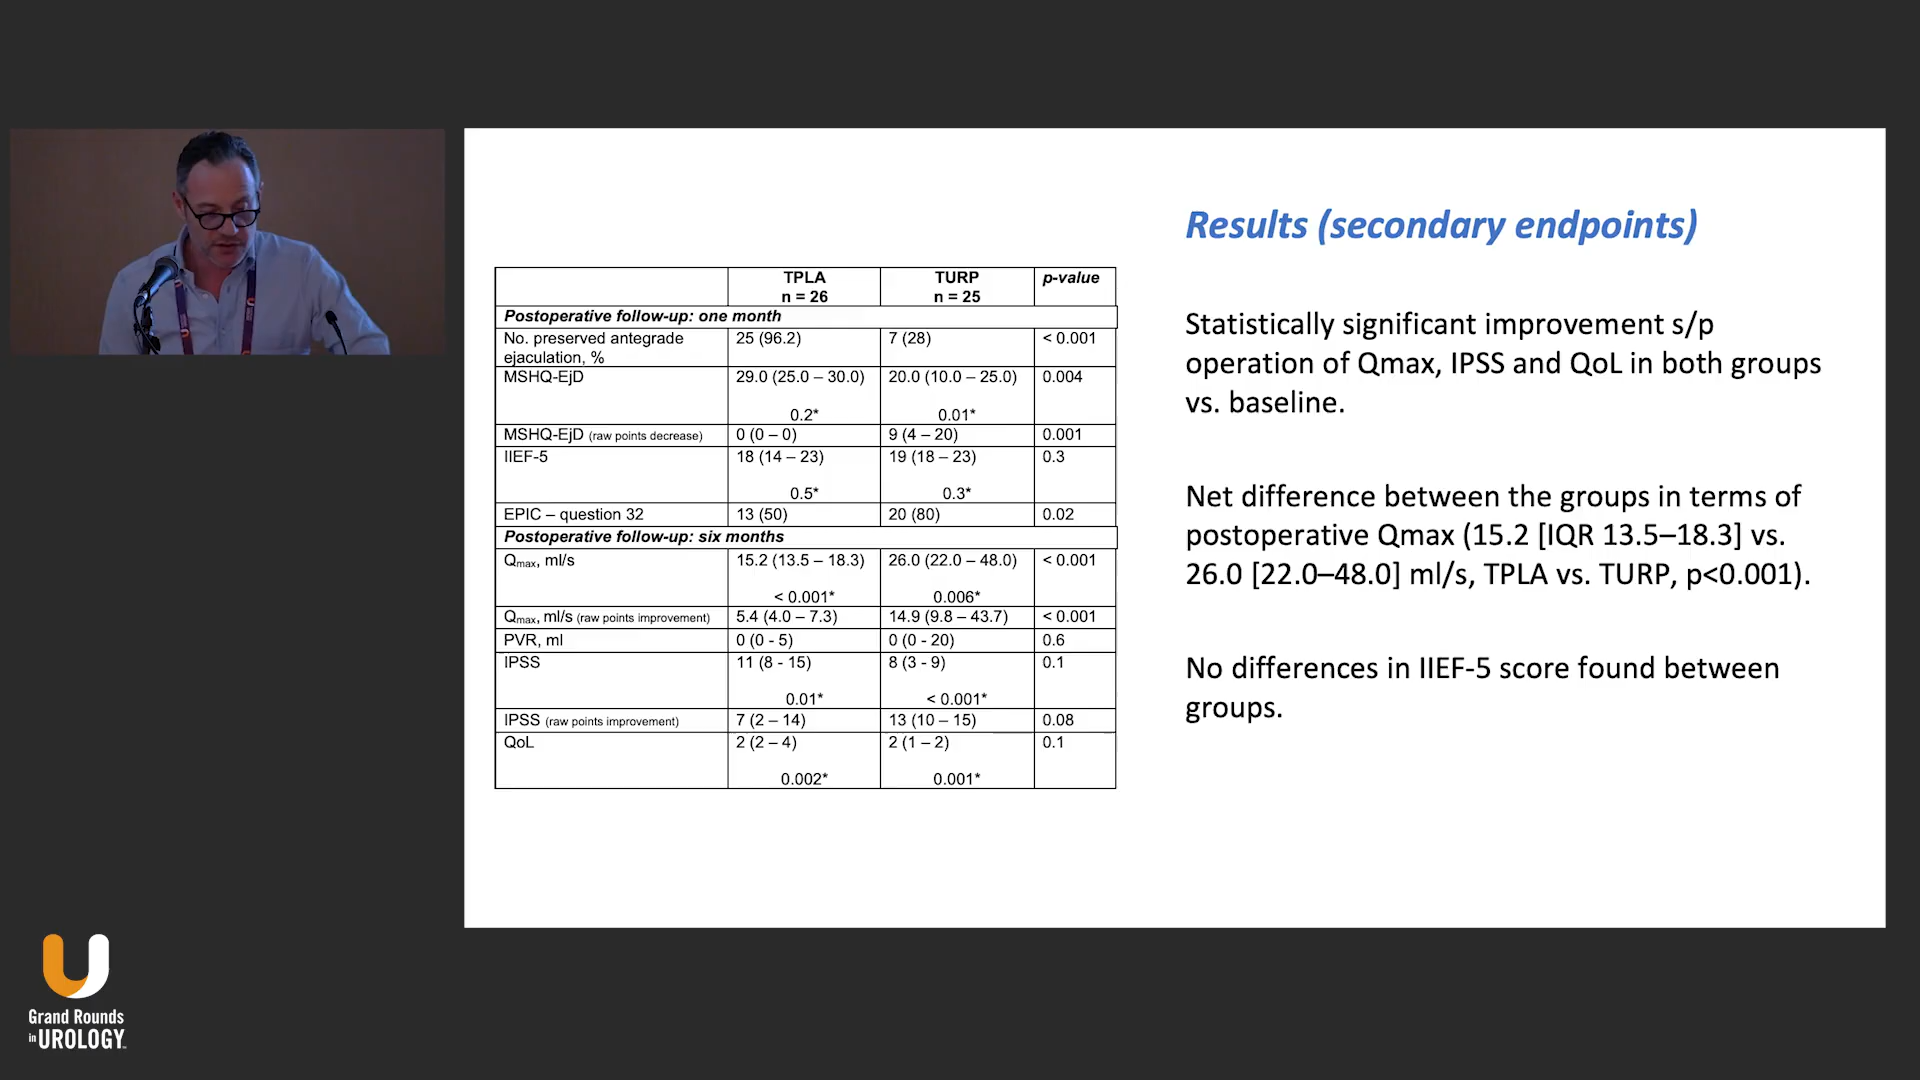 Results (secondary endpoints)
TPLA TURP p-value
n = 26 n = 25
Postoperative follow-up: one month
No. preserved antegrade 25 (96.2) 7 (28) < 0.001
ejaculation, %
MSHQ-EjD 29.0 (25.0 – 30.0) 20.0 (10.0 – 25.0) 0.004
0.2* 0.01*
MSHQ-EjD (raw points decrease) 0 (0 – 0) 9 (4 – 20) 0.001
IIEF-5 18 (14 – 23) 19 (18 – 23) 0.3
0.5* 0.3*
EPIC – question 32 13 (50) 20 (80) 0.02
Postoperative follow-up: six months
Qmax, ml/s 15.2 (13.5 – 18.3) 26.0 (22.0 – 48.0) < 0.001
< 0.001* 0.006*
Qmax, ml/s (raw points improvement) 5.4 (4.0 – 7.3) 14.9 (9.8 – 43.7) < 0.001
PVR, ml 0 (0 - 5) 0 (0 - 20) 0.6
IPSS 11 (8 - 15) 8 (3 - 9) 0.1
0.01* < 0.001*
IPSS (raw points improvement) 7 (2 – 14) 13 (10 – 15) 0.08
QoL 2 (2 – 4) 2 (1 – 2) 0.1
0.002* 0.001*
Statistically significant improvement s/p
operation of Qmax, IPSS and QoL in both groups
vs. baseline.
Net difference between the groups in terms of
postoperative Qmax (15.2 [IQR 13.5–18.3] vs.
26.0 [22.0–48.0] ml/s, TPLA vs. TURP, p<0.001).
No differences in IIEF-5 score found between
groups.
Grand Rounds
in UROLOGY